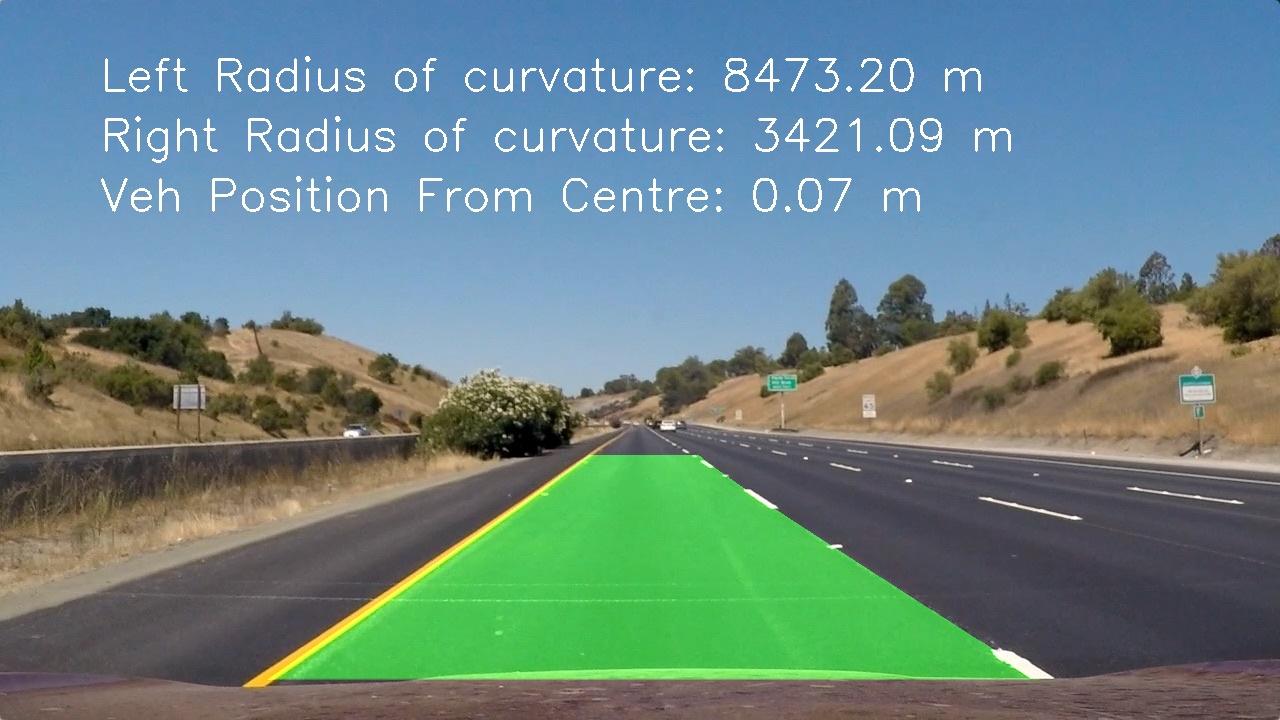 Left Radius of curvature: 8473.20 m
Right Radius of curvature: 3421.09 m
Veh Position From Centre: 0.07 m